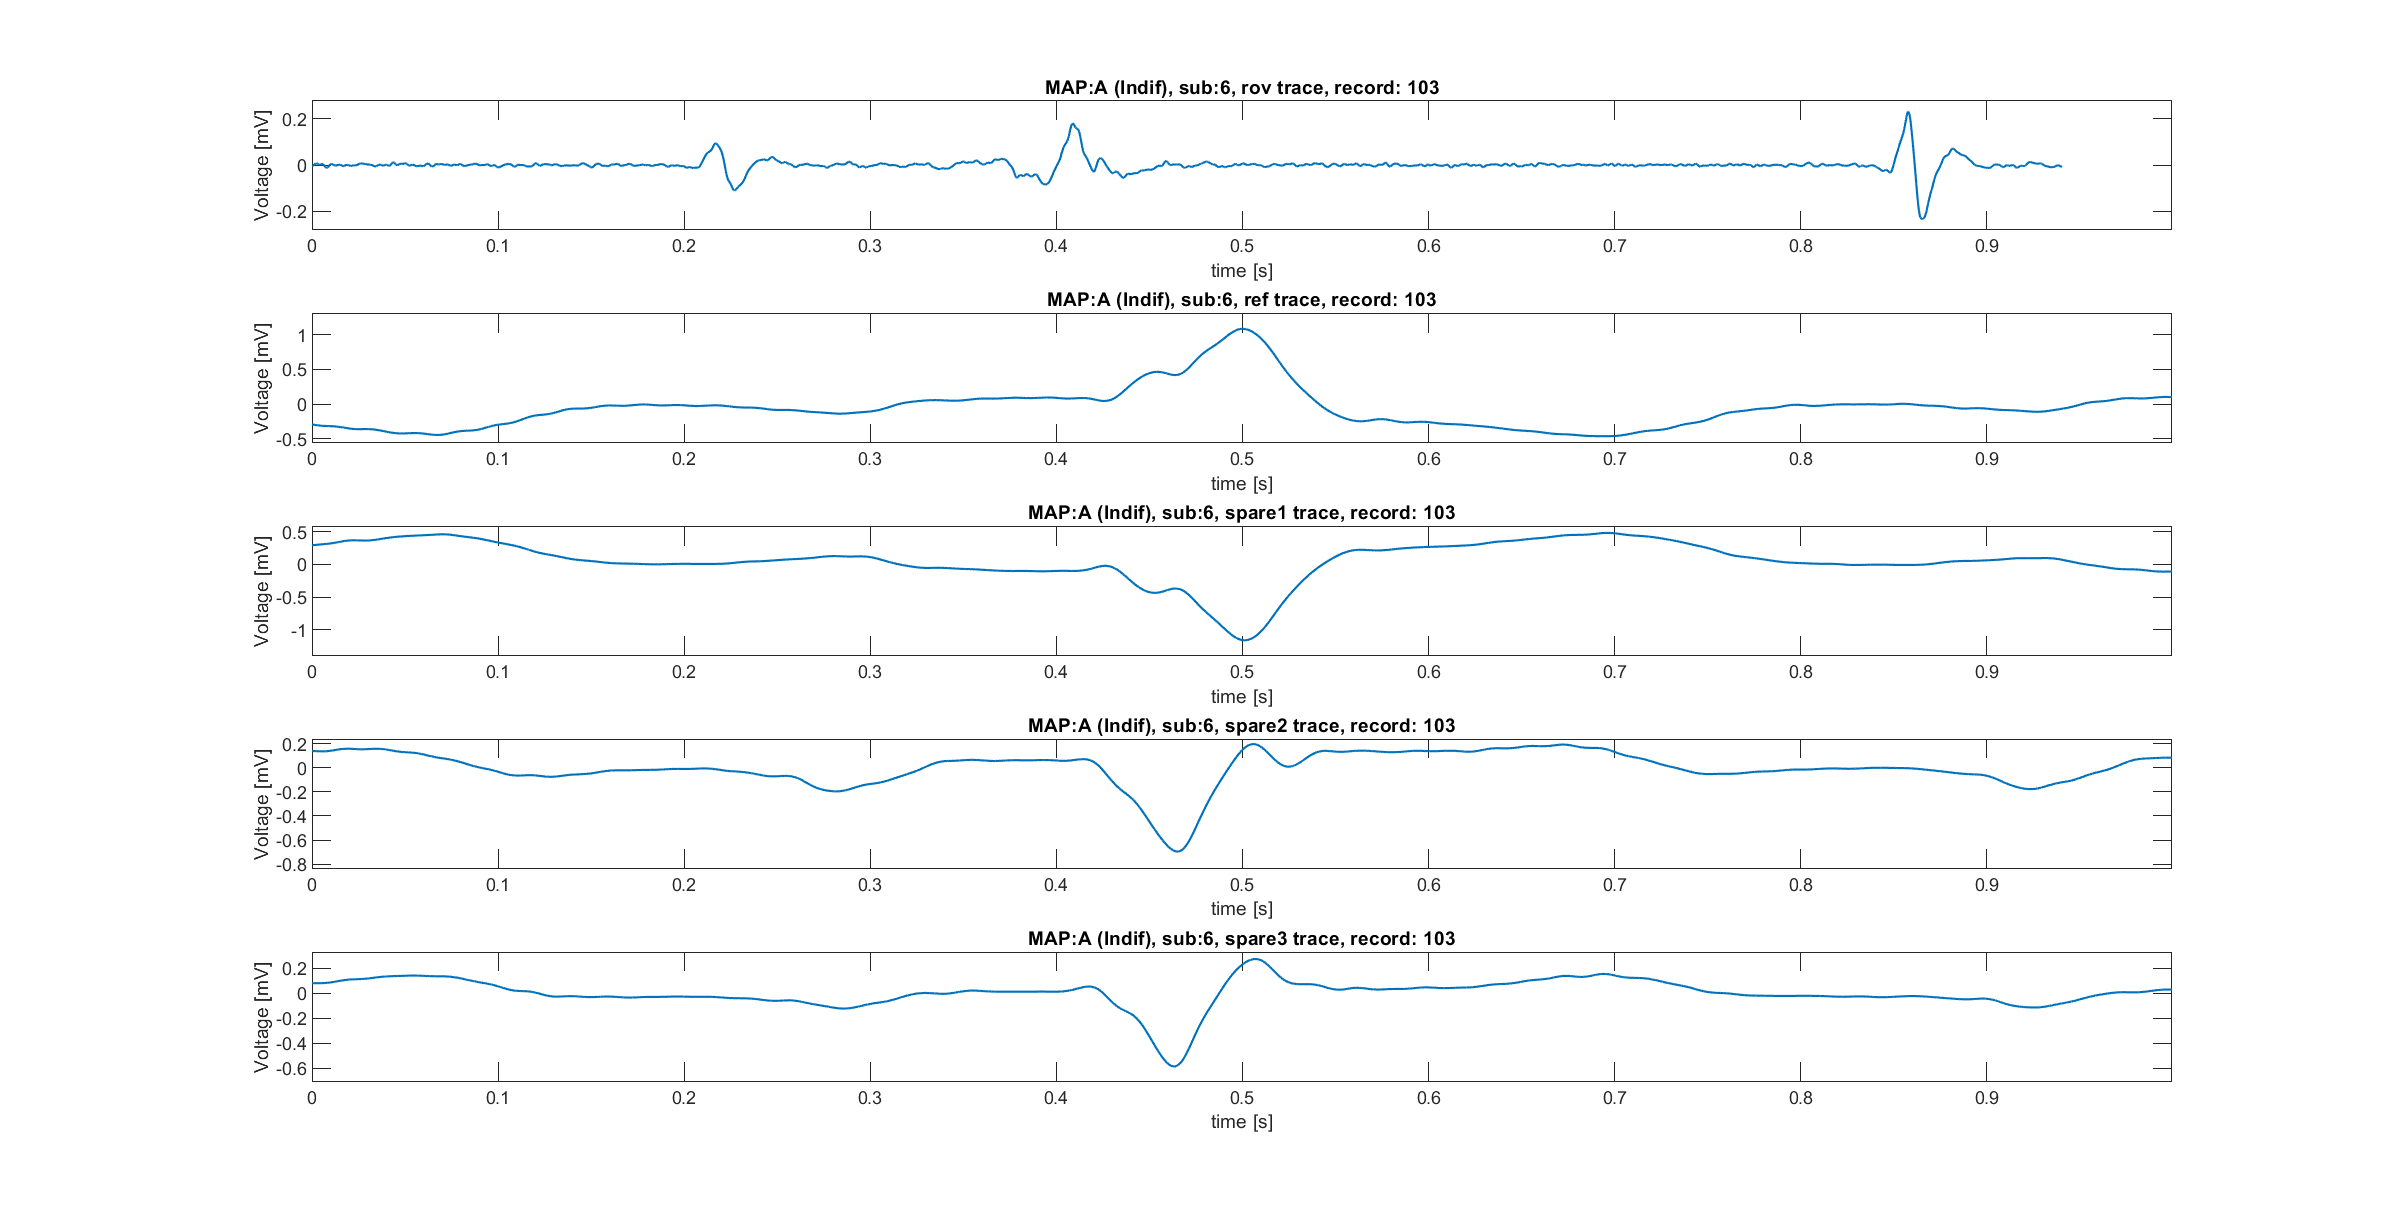 MAP:A (Indif), sub:6, rov trace, record: 103
Voltage [mV]
0.2
0
-0.2
0 0.1 0.2 0.3 0.4 0.5 0.6 0.7 0.8 0.9
time [s]
MAP:A (Indif), sub:6, ref trace, record: 103
Voltage [mV]
1
0.5
0
-0.5
0 0.1 0.2 0.3 0.4 0.5 0.6 0.7 0.8 0.9
time [s]
MAP:A (Indif), sub:6, spare1 trace, record: 103
Voltage [mV]
0.5
0
-0.5
-1
0 0.1 0.2 0.3 0.4 0.5 0.6 0.7 0.8 0.9
time [s]
MAP:A (Indif), sub:6, spare2 trace, record: 103
Voltage [mV]
0.2
0
-0.2
-0.4
-0.6
-0.8
0 0.1 0.2 0.3 0.4 0.5 0.6 0.7 0.8 0.9
time [s]
MAP:A (Indif), sub:6, spare3 trace, record: 103
Voltage [mV]
0.2
0
-0.2
-0.4
-0.6
0 0.1 0.2 0.3 0.4 0.5 0.6 0.7 0.8 0.9
time [s]